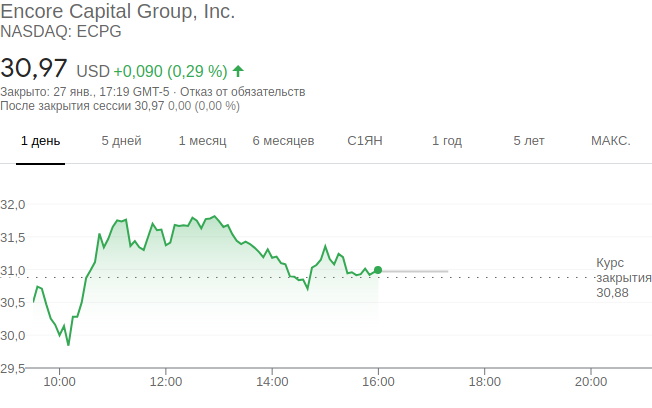 Encore Capital Group, Inc.
NASDAQ: ECPG
30,97 USD +0,090 (0,29 %)
Закрыто: 27 янв., 17:19 GMT-5 · Отказ от обязательств
После закрытия сессии 30,97 0,00 (0,00 %)
1 день 5 дней 1 месяц 6 месяцев С1ЯН 1 год 5 лет МАКС.
32,0
31,5
31,0
30,5
30,0
29,5
Курс
закрытия
30,88
10:00 12:00 14:00 16:00 18:00 20:00